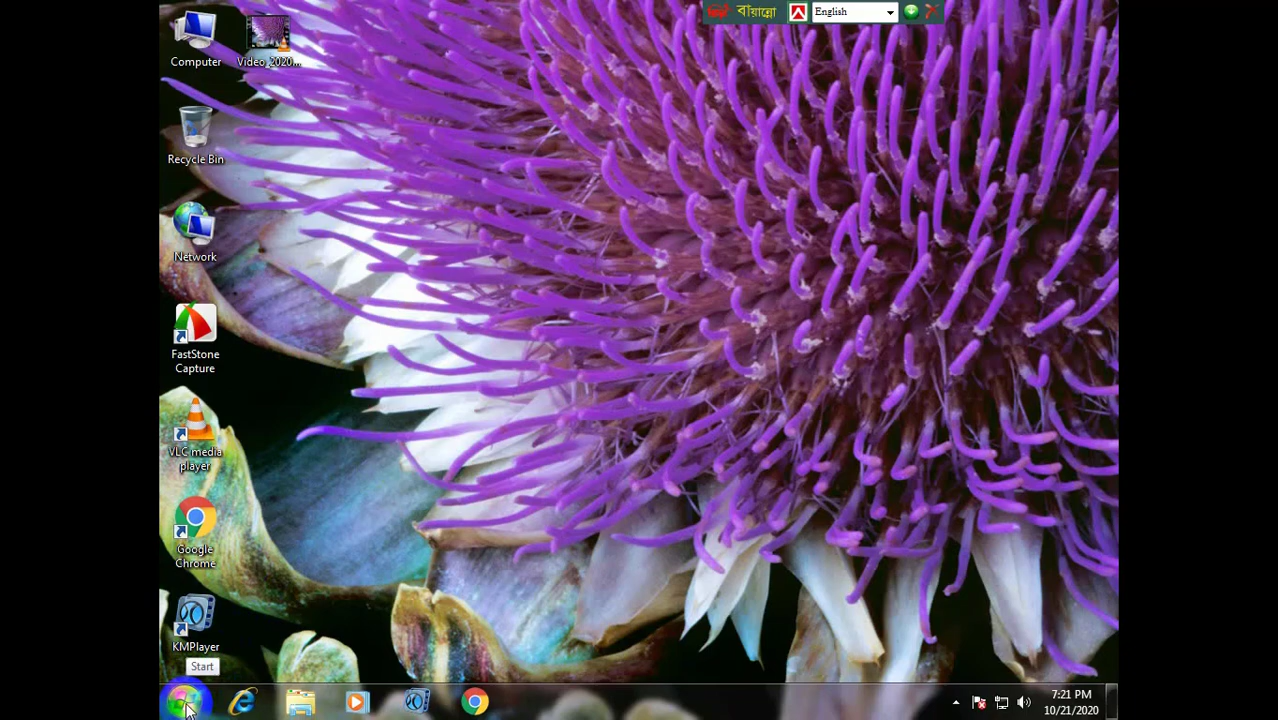 বায়ান্নো
English
Computer
Video_2020...
Recycle Bin
Network
FastStone
Capture
VLC media
player
Google
Chrome
KMPlayer
Start
7:21 PM
10/21/2020